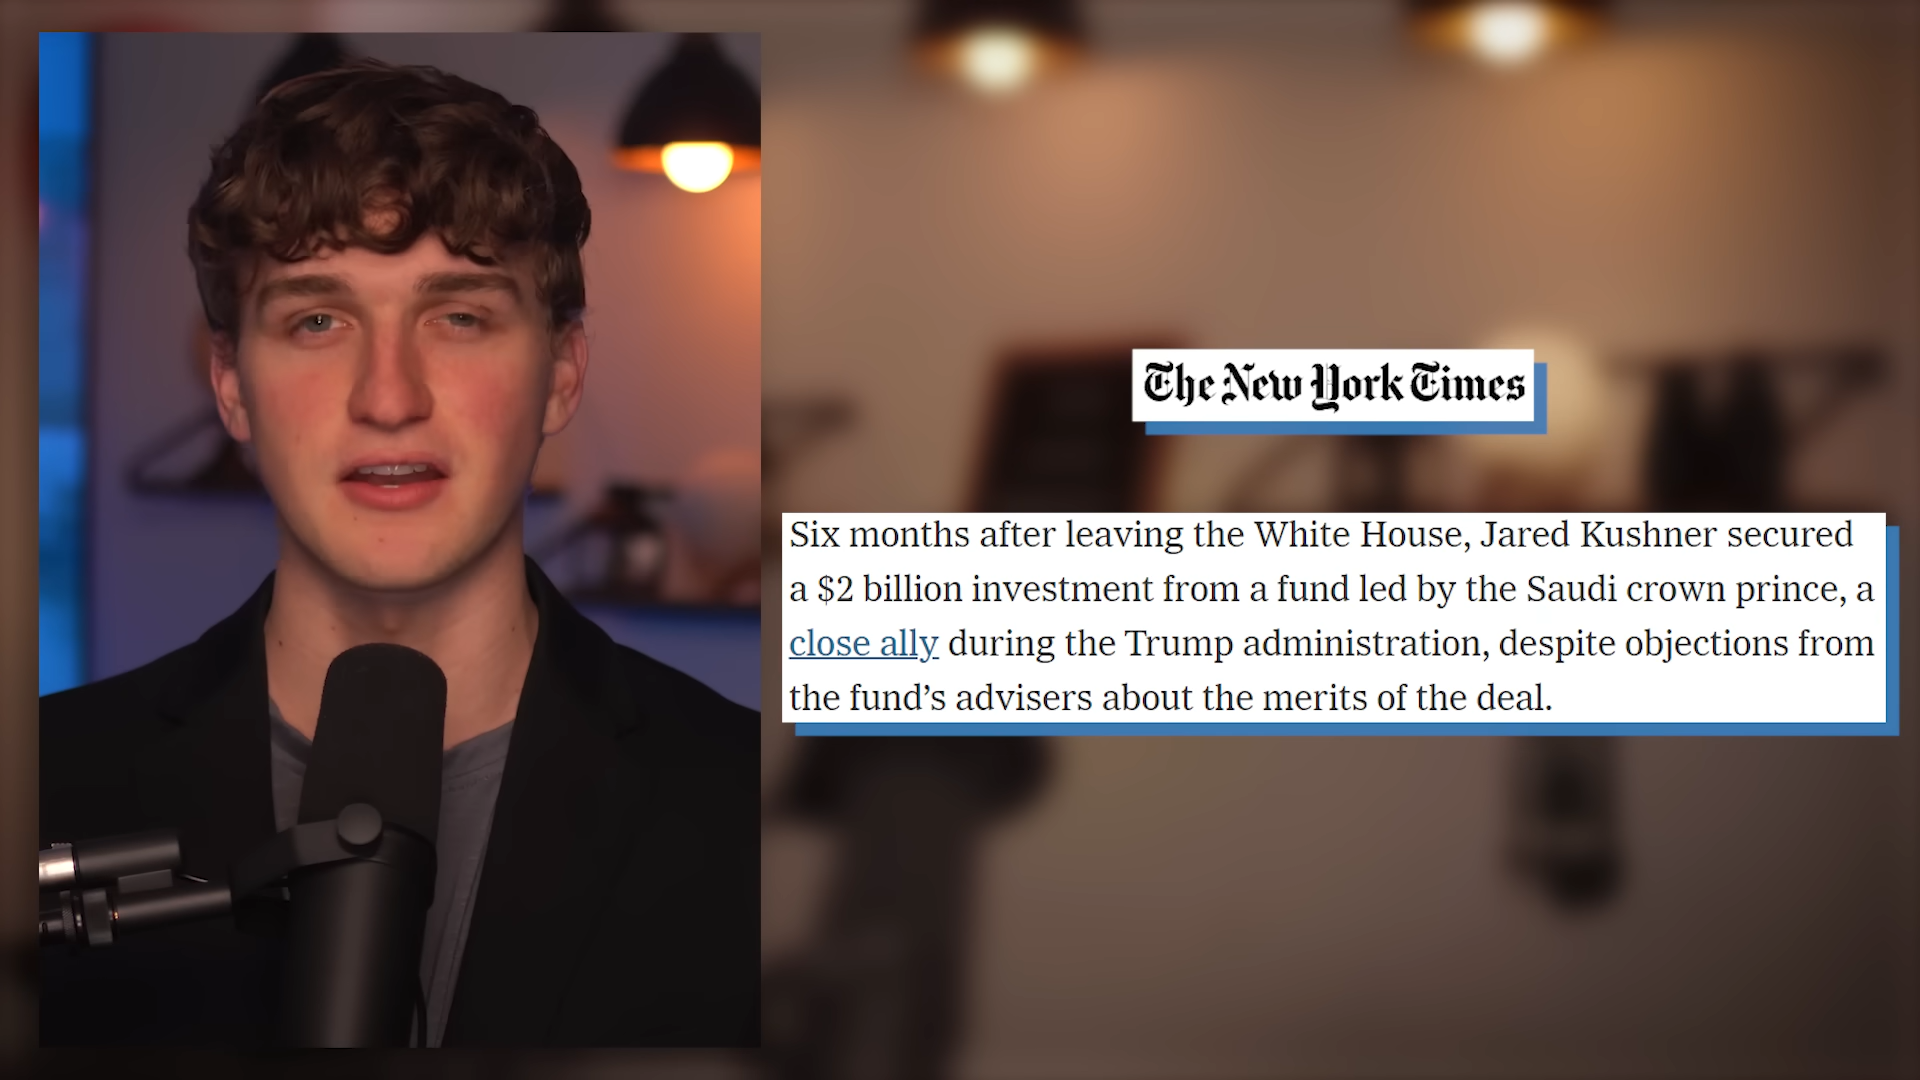 The New York Times
Six months after leaving the White House, Jared Kushner secured
a $2 billion investment from a fund led by the Saudi crown prince, a
close ally during the Trump administration, despite objections from
the fund’s advisers about the merits of the deal.